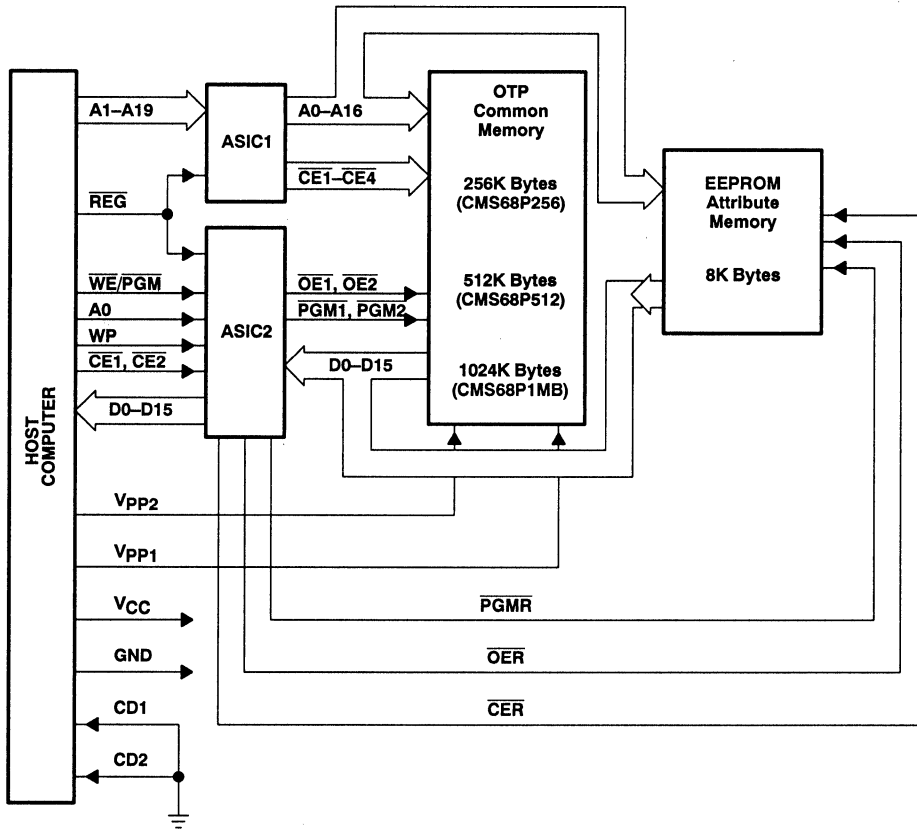 HOST COMPUTER
A1–A19
REG
WE/PGM
A0
WP
CE1, CE2
D0–D15
VPP2
VPP1
VCC
GND
CD1
CD2
ASIC1
A0–A16
CE1–CE4
ASIC2
OE1, OE2
PGM1, PGM2
D0–D15
OTP
Common
Memory
256K Bytes
(CMS68P256)
512K Bytes
(CMS68P512)
1024K Bytes
(CMS68P1MB)
EEPROM
Attribute
Memory
8K Bytes
PGMR
OER
CER